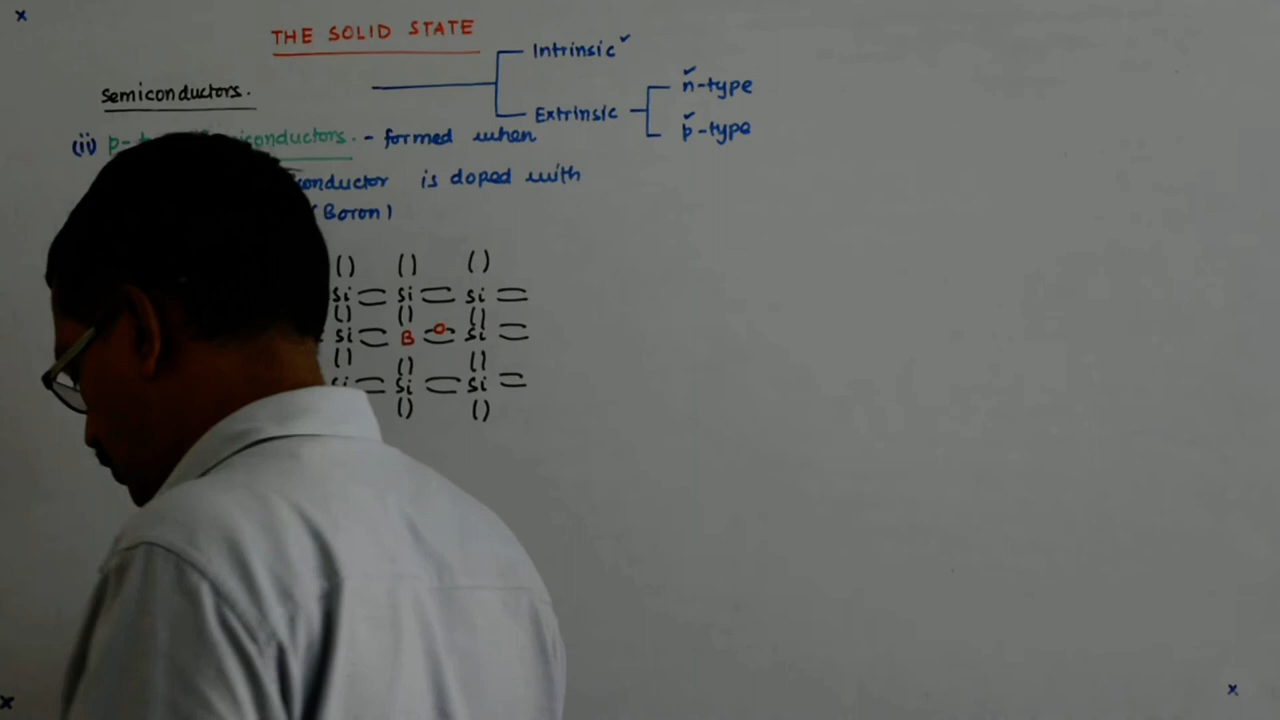 THE SOLID STATE
Intrinsic ✓
Semiconductors.
Extrinsic
n-type
p-type
(ii) p- conductors. - formed when
conductor is doped with
(Boron)
() () ()
Si = Si = Si =
() () ()
Si = B = Si =
() () ()
Si = Si = Si =
() ()